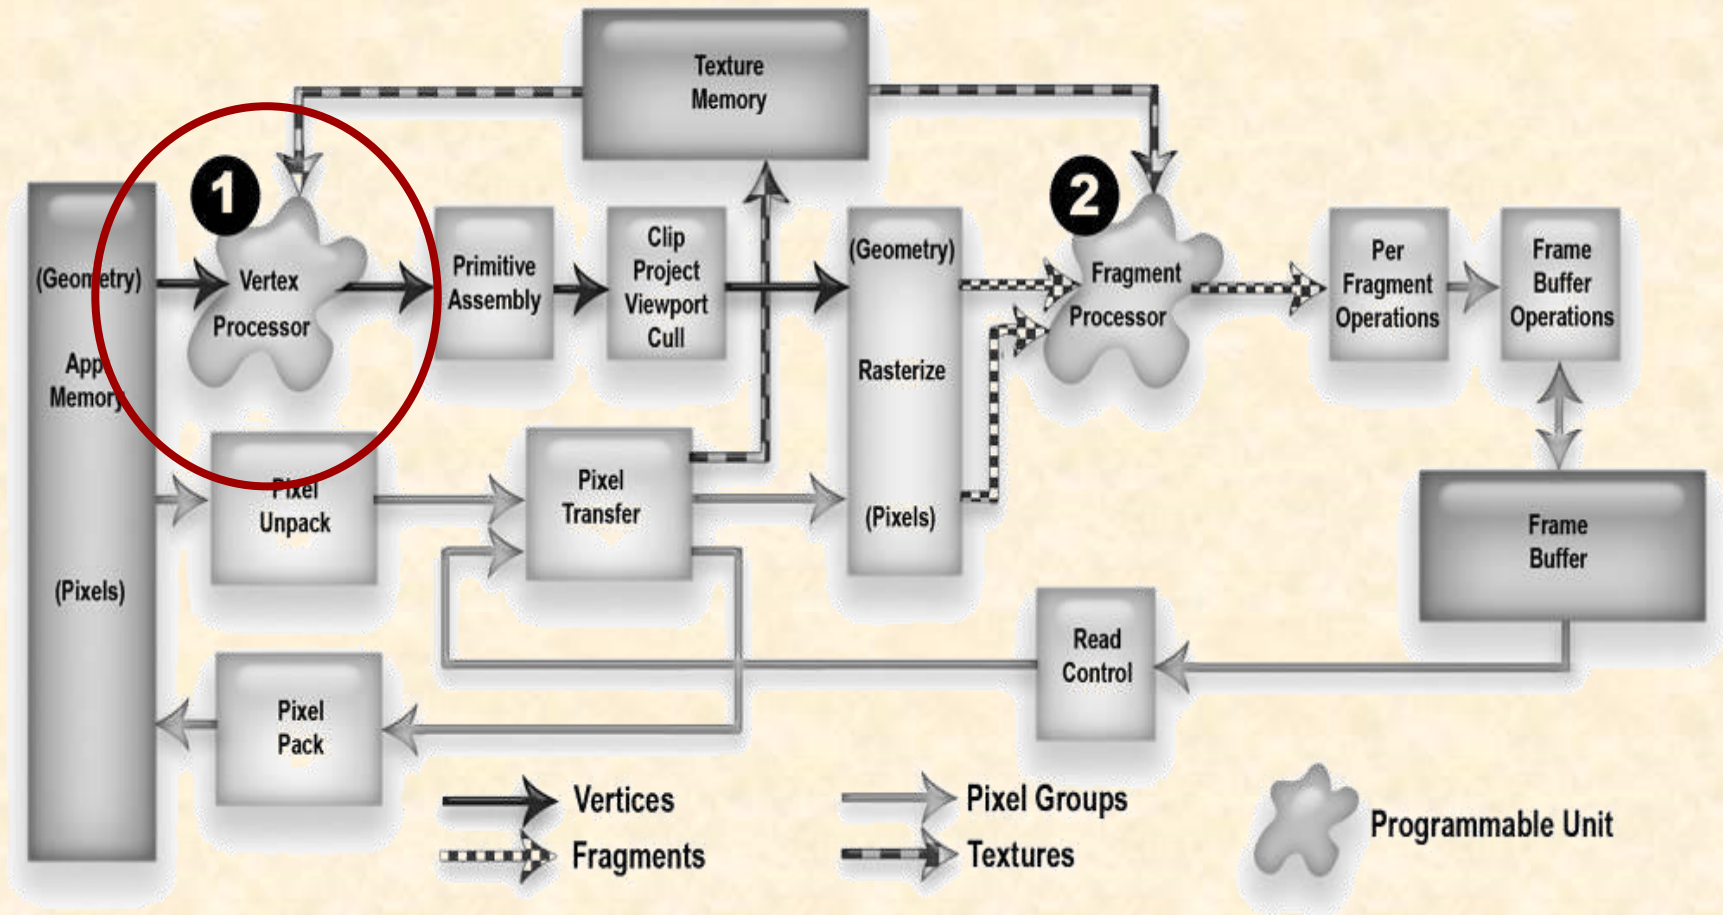 Texture
Memory
1
2
(Geometry)
App
Memory
(Pixels)
Vertex
Processor
Primitive
Assembly
Clip
Project
Viewport
Cull
(Geometry)
Rasterize
(Pixels)
Fragment
Processor
Per
Fragment
Operations
Frame
Buffer
Operations
Pixel
Unpack
Pixel
Transfer
Frame
Buffer
Read
Control
Pixel
Pack
Vertices
Fragments
Pixel Groups
Textures
Programmable Unit